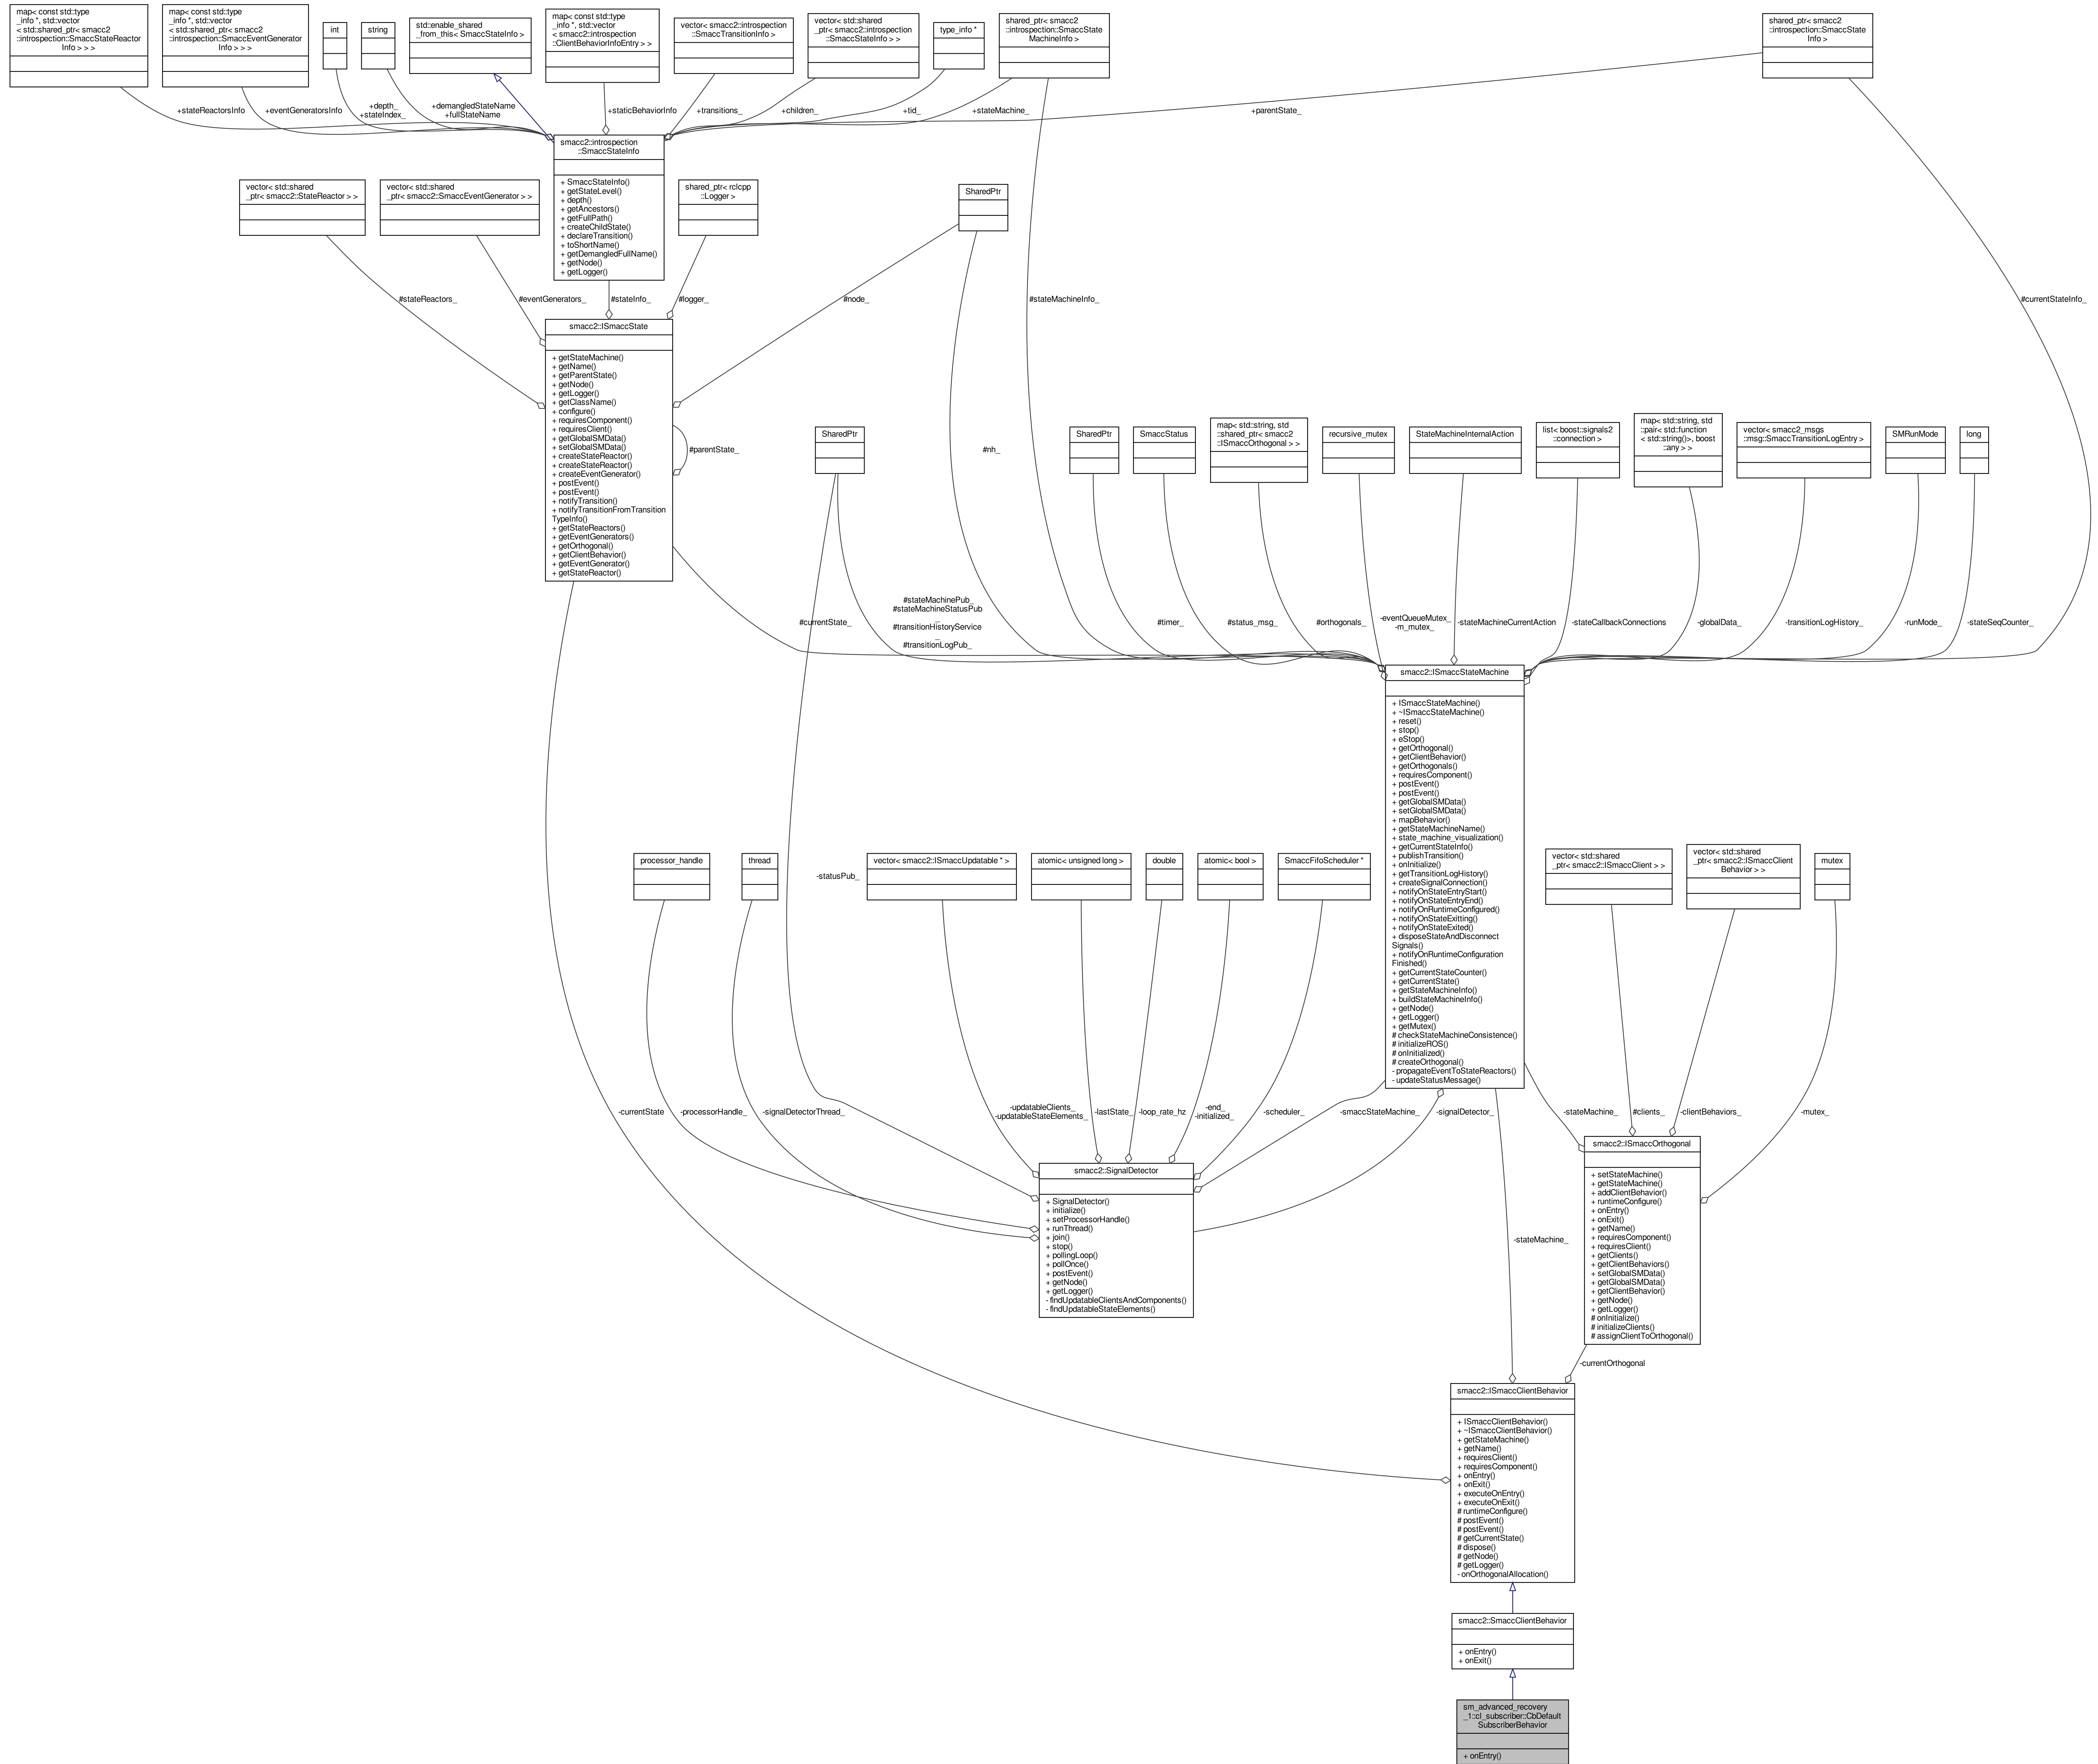 map< const std::type
_info *, std::vector
< std::shared_ptr< smacc2
::introspection::SmaccStateReactor
Info > > >
map< const std::type
_info *, std::vector
< std::shared_ptr< smacc2
::introspection::SmaccEventGenerator
Info > > >
int
string
std::enable_shared
_from_this< SmaccStateInfo >
map< const std::type
_info *, std::vector
< smacc2::introspection
::ClientBehaviorInfoEntry > >
vector< smacc2::introspection
::SmaccTransitionInfo >
vector< std::shared
_ptr< smacc2::introspection
::SmaccStateInfo > >
type_info *
shared_ptr< smacc2
::introspection::SmaccState
MachineInfo >
shared_ptr< smacc2
::introspection::SmaccState
Info >
+stateReactorsInfo
+eventGeneratorsInfo
+depth_
+stateIndex_
+demangledStateName
+fullStateName
+staticBehaviorInfo
+transitions_
+children_
+tid_
+stateMachine_
+parentState_
smacc2::introspection
::SmaccStateInfo
+ SmaccStateInfo()
+ getStateLevel()
+ depth()
+ getAncestors()
+ getFullPath()
+ createChildState()
+ declareTransition()
+ toShortName()
+ getDemangledFullName()
+ getNode()
+ getLogger()
vector< std::shared
_ptr< smacc2::StateReactor > >
vector< std::shared
_ptr< smacc2::SmaccEventGenerator > >
shared_ptr< rclcpp
::Logger >
SharedPtr
#stateReactors_
#eventGenerators_
#stateInfo_
#logger_
#node_
#stateMachineInfo_
#currentStateInfo_
smacc2::ISmaccState
+ getStateMachine()
+ getName()
+ getParentState()
+ getNode()
+ getLogger()
+ getClassName()
+ configure()
+ requiresComponent()
+ requiresClient()
+ getGlobalSMData()
+ setGlobalSMData()
+ createStateReactor()
+ createStateReactor()
+ createEventGenerator()
+ postEvent()
+ postEvent()
+ notifyTransition()
+ notifyTransitionFromTransition
TypeInfo()
+ getStateReactors()
+ getEventGenerators()
+ getOrthogonal()
+ getClientBehavior()
+ getEventGenerator()
+ getStateReactor()
#parentState_
SharedPtr
#nh_
SharedPtr
SmaccStatus
map< std::string, std
::shared_ptr< smacc2
::ISmaccOrthogonal > >
recursive_mutex
StateMachineInternalAction
list< boost::signals2
::connection >
map< std::string, std
::pair< std::function
< std::string()>, boost
::any > >
vector< smacc2_msgs
::msg::SmaccTransitionLogEntry >
SMRunMode
long
#currentState_
#stateMachinePub_
#stateMachineStatusPub
_
#transitionHistoryService
_
#transitionLogPub_
#timer_
#status_msg_
#orthogonals_
-eventQueueMutex_
-m_mutex_
-stateMachineCurrentAction
-stateCallbackConnections
-globalData_
-transitionLogHistory_
-runMode_
-stateSeqCounter_
smacc2::ISmaccStateMachine
+ ISmaccStateMachine()
+ ~ISmaccStateMachine()
+ reset()
+ stop()
+ eStop()
+ getOrthogonal()
+ getClientBehavior()
+ getOrthogonals()
+ requiresComponent()
+ postEvent()
+ postEvent()
+ getGlobalSMData()
+ setGlobalSMData()
+ mapBehavior()
+ getStateMachineName()
+ state_machine_visualization()
+ getCurrentStateInfo()
+ publishTransition()
+ onInitialize()
+ getTransitionLogHistory()
+ createSignalConnection()
+ notifyOnStateEntryStart()
+ notifyOnStateEntryEnd()
+ notifyOnRuntimeConfigured()
+ notifyOnStateExitting()
+ notifyOnStateExited()
+ disposeStateAndDisconnect
Signals()
+ notifyOnRuntimeConfiguration
Finished()
+ getCurrentStateCounter()
+ getCurrentState()
+ getStateMachineInfo()
+ buildStateMachineInfo()
+ getNode()
+ getLogger()
+ getMutex()
# checkStateMachineConsistence()
# initializeROS()
# onInitialized()
# createOrthogonal()
- propagateEventToStateReactors()
- updateStatusMessage()
processor_handle
thread
-statusPub_
vector< smacc2::ISmaccUpdatable * >
atomic< unsigned long >
double
atomic< bool >
SmaccFifoScheduler *
vector< std::shared
_ptr< smacc2::ISmaccClient > >
vector< std::shared
_ptr< smacc2::ISmaccClient
Behavior > >
mutex
-currentState
-processorHandle_
-signalDetectorThread_
-updatableClients_
-updatableStateElements_
-lastState_
-loop_rate_hz
-end_
-initialized_
-scheduler_
-smaccStateMachine_
-signalDetector_
-stateMachine_
#clients_
-clientBehaviors_
-mutex_
smacc2::SignalDetector
+ SignalDetector()
+ initialize()
+ setProcessorHandle()
+ runThread()
+ join()
+ stop()
+ pollingLoop()
+ pollOnce()
+ postEvent()
+ getNode()
+ getLogger()
- findUpdatableClientsAndComponents()
- findUpdatableStateElements()
smacc2::ISmaccOrthogonal
+ setStateMachine()
+ getStateMachine()
+ addClientBehavior()
+ runtimeConfigure()
+ onEntry()
+ onExit()
+ getName()
+ requiresComponent()
+ requiresClient()
+ getClients()
+ getClientBehaviors()
+ setGlobalSMData()
+ getGlobalSMData()
+ getClientBehavior()
+ getNode()
+ getLogger()
# onInitialize()
# initializeClients()
# assignClientToOrthogonal()
-stateMachine_
-currentOrthogonal
smacc2::ISmaccClientBehavior
+ ISmaccClientBehavior()
+ ~ISmaccClientBehavior()
+ getStateMachine()
+ getName()
+ requiresClient()
+ requiresComponent()
+ onEntry()
+ onExit()
+ executeOnEntry()
+ executeOnExit()
# runtimeConfigure()
# postEvent()
# postEvent()
# getCurrentState()
# dispose()
# getNode()
# getLogger()
- onOrthogonalAllocation()
smacc2::SmaccClientBehavior
+ onEntry()
+ onExit()
sm_advanced_recovery
_1::cl_subscriber::CbDefault
SubscriberBehavior
+ onEntry()